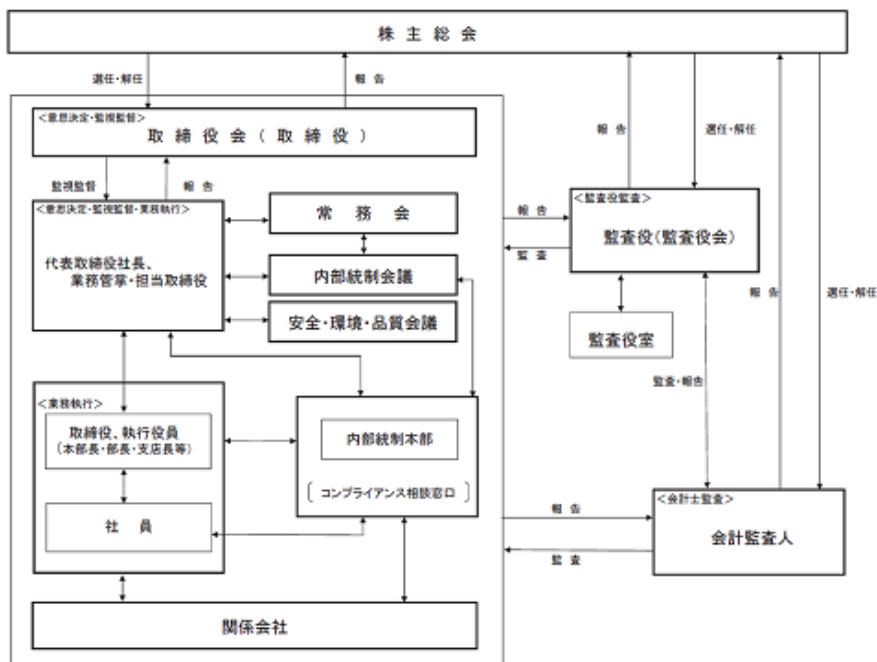 株主総会
選任・解任
報告
報告
選任・解任
報告
選任・解任
<意思決定・監視監督>
取締役会(取締役)
監視監督
報告
<意思決定・監視監督・業務執行>
代表取締役社長、
業務管掌・担当取締役
常務会
内部統制会議
安全・環境・品質会議
報告
監査
<監査役監査>
監査役(監査役会)
監査役室
監査・報告
<業務執行>
取締役、執行役員
(本部長・部長・支店長等)
社員
内部統制本部
〔コンプライアンス相談窓口〕
報告
監査
<会計士監査>
会計監査人
関係会社